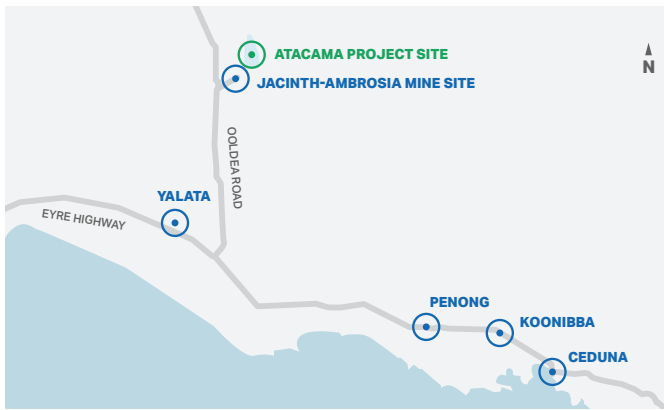 ATACAMA PROJECT SITE
N
JACINTH-AMBROSIA MINE SITE
OOLDEA ROAD
YALATA
EYRE HIGHWAY
PENONG
KOONIBBA
CEDUNA